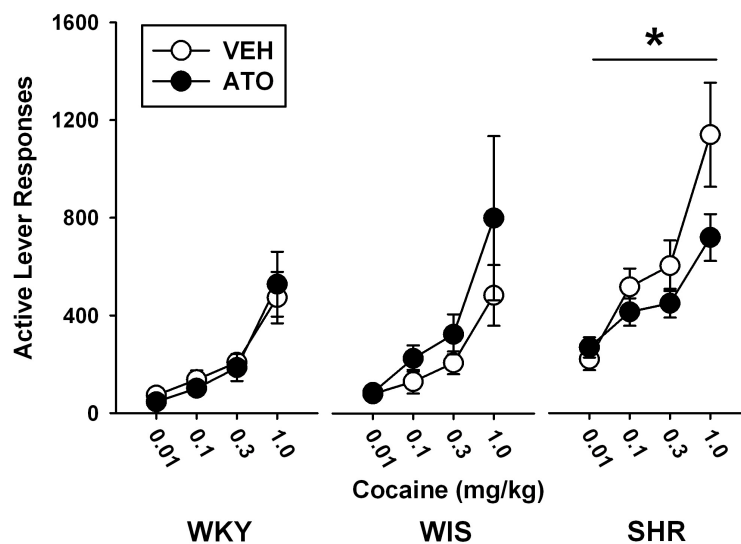 1600
1200
800
400
0
Active Lever Responses
VEH
ATO
*
0.01 0.1 0.3 1.0 0.01 0.1 0.3 1.0 0.01 0.1 0.3 1.0
Cocaine (mg/kg)
WKY WIS SHR